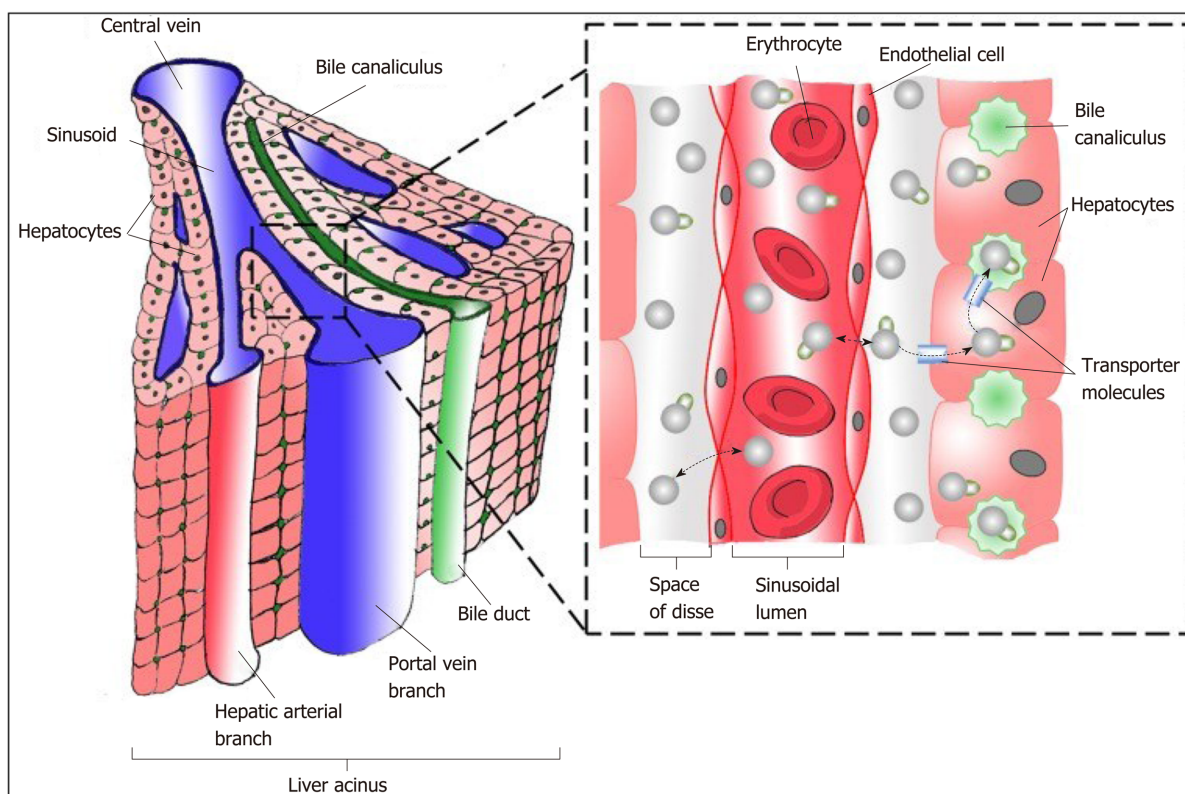 Central vein
Bile canaliculus
Sinusoid
Hepatocytes
Bile duct
Portal vein
branch
Hepatic arterial
branch
Liver acinus
Erythrocyte
Endothelial cell
Bile
canaliculus
Hepatocytes
Transporter
molecules
Space
of disse
Sinusoidal
lumen